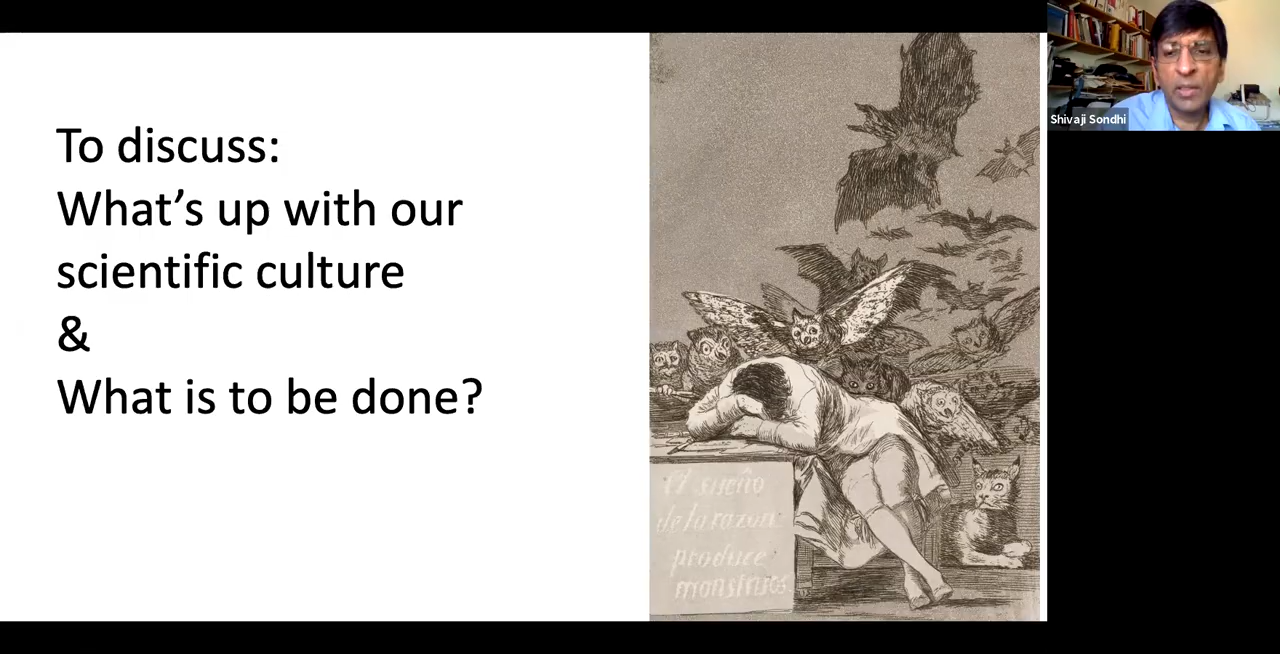 To discuss:
What’s up with our
scientific culture
&
What is to be done?
El sueño
de la razon
produce
monstruos
Shivaji Sondhi